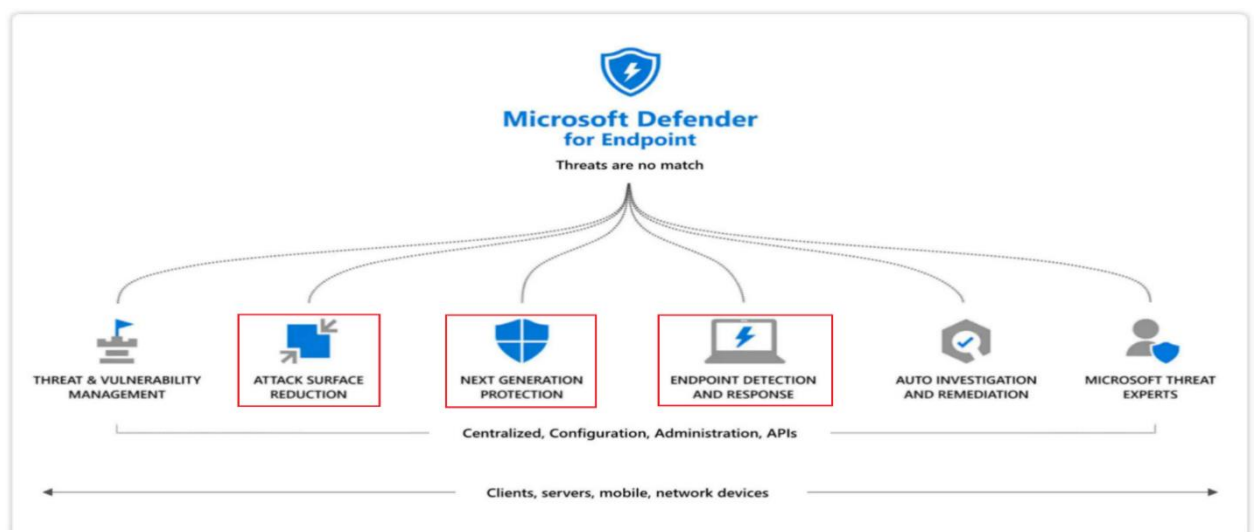 Microsoft Defender
for Endpoint
Threats are no match
THREAT & VULNERABILITY
MANAGEMENT
ATTACK SURFACE
REDUCTION
NEXT GENERATION
PROTECTION
ENDPOINT DETECTION
AND RESPONSE
AUTO INVESTIGATION
AND REMEDIATION
MICROSOFT THREAT
EXPERTS
Centralized, Configuration, Administration, APIs
Clients, servers, mobile, network devices